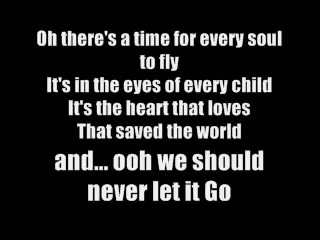 Oh there's a time for every soul
to fly
It's in the eyes of every child
It's the heart that loves
That saved the world
and... ooh we should
never let it Go